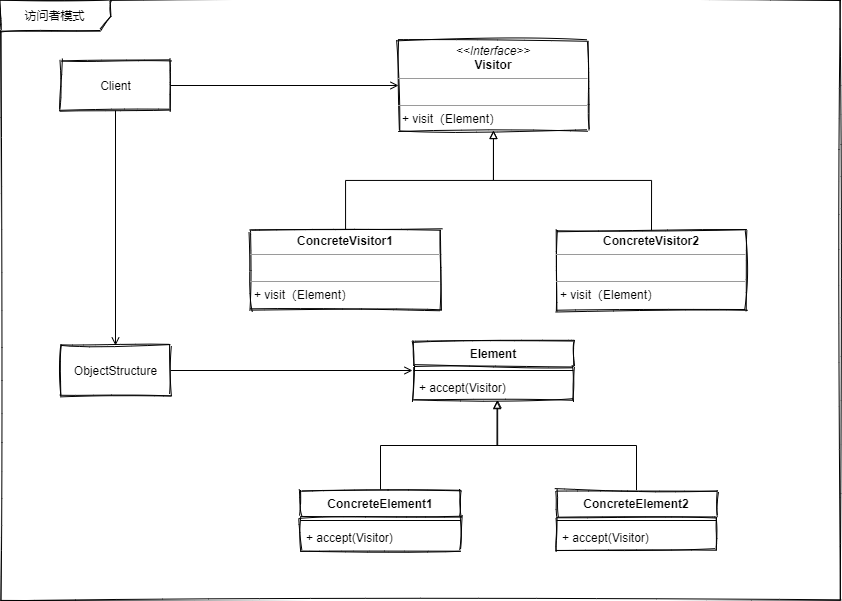 访问者模式
Client
<<Interface>>
Visitor
+ visit（Element）
ConcreteVisitor1
+ visit（Element）
ConcreteVisitor2
+ visit（Element）
ObjectStructure
Element
+ accept(Visitor)
ConcreteElement1
+ accept(Visitor)
ConcreteElement2
+ accept(Visitor)